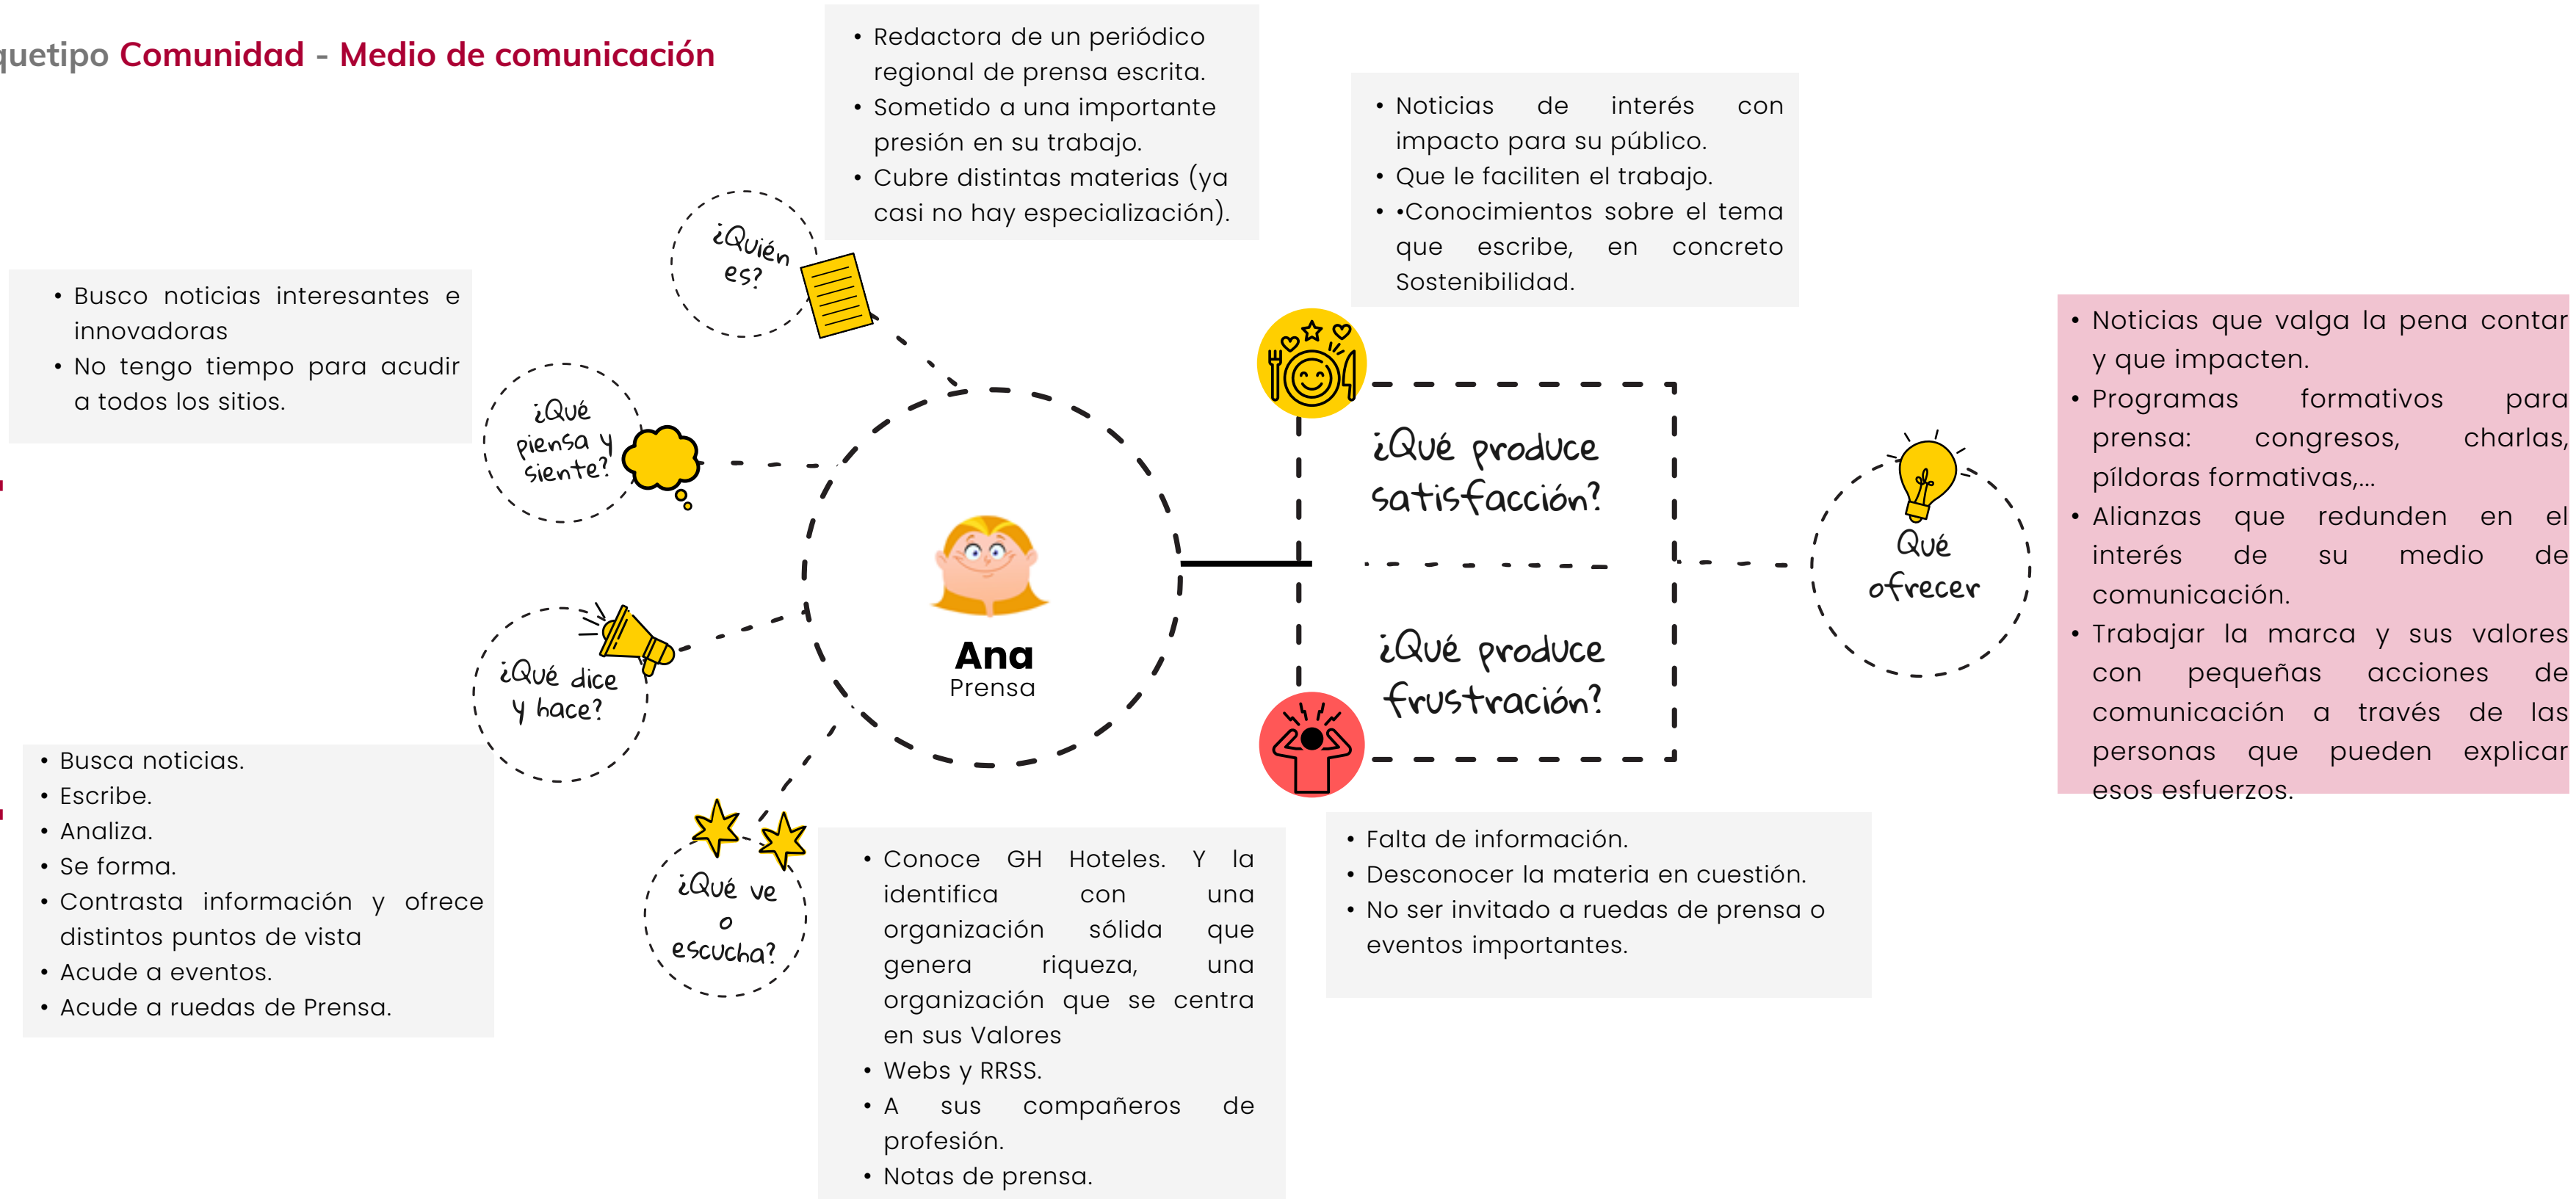 quetipo Comunidad - Medio de comunicación
• Redactora de un periódico
regional de prensa escrita.
• Sometido a una importante
presión en su trabajo.
• Cubre distintas materias (ya
casi no hay especialización).
¿Quién
es?
• Busco noticias interesantes e
innovadoras
• No tengo tiempo para acudir
a todos los sitios.
¿Qué
piensa y
siente?
¿Qué dice
y hace?
• Busca noticias.
• Escribe.
• Analiza.
• Se forma.
• Contrasta información y ofrece
distintos puntos de vista
• Acude a eventos.
• Acude a ruedas de Prensa.
¿Qué ve
o
escucha?
• Conoce GH Hoteles. Y la
identifica con una
organización sólida que
genera riqueza, una
organización que se centra
en sus Valores
• Webs y RRSS.
• A sus compañeros de
profesión.
• Notas de prensa.
Ana
Prensa
• Noticias de interés con
impacto para su público.
• Que le faciliten el trabajo.
• •Conocimientos sobre el tema
que escribe, en concreto
Sostenibilidad.
¿Qué produce
satisfacción?
¿Qué produce
frustración?
• Falta de información.
• Desconocer la materia en cuestión.
• No ser invitado a ruedas de prensa o
eventos importantes.
Qué
ofrecer
• Noticias que valga la pena contar
y que impacten.
• Programas formativos para
prensa: congresos, charlas,
píldoras formativas,...
• Alianzas que redunden en el
interés de su medio de
comunicación.
• Trabajar la marca y sus valores
con pequeñas acciones de
comunicación a través de las
personas que pueden explicar
esos esfuerzos.